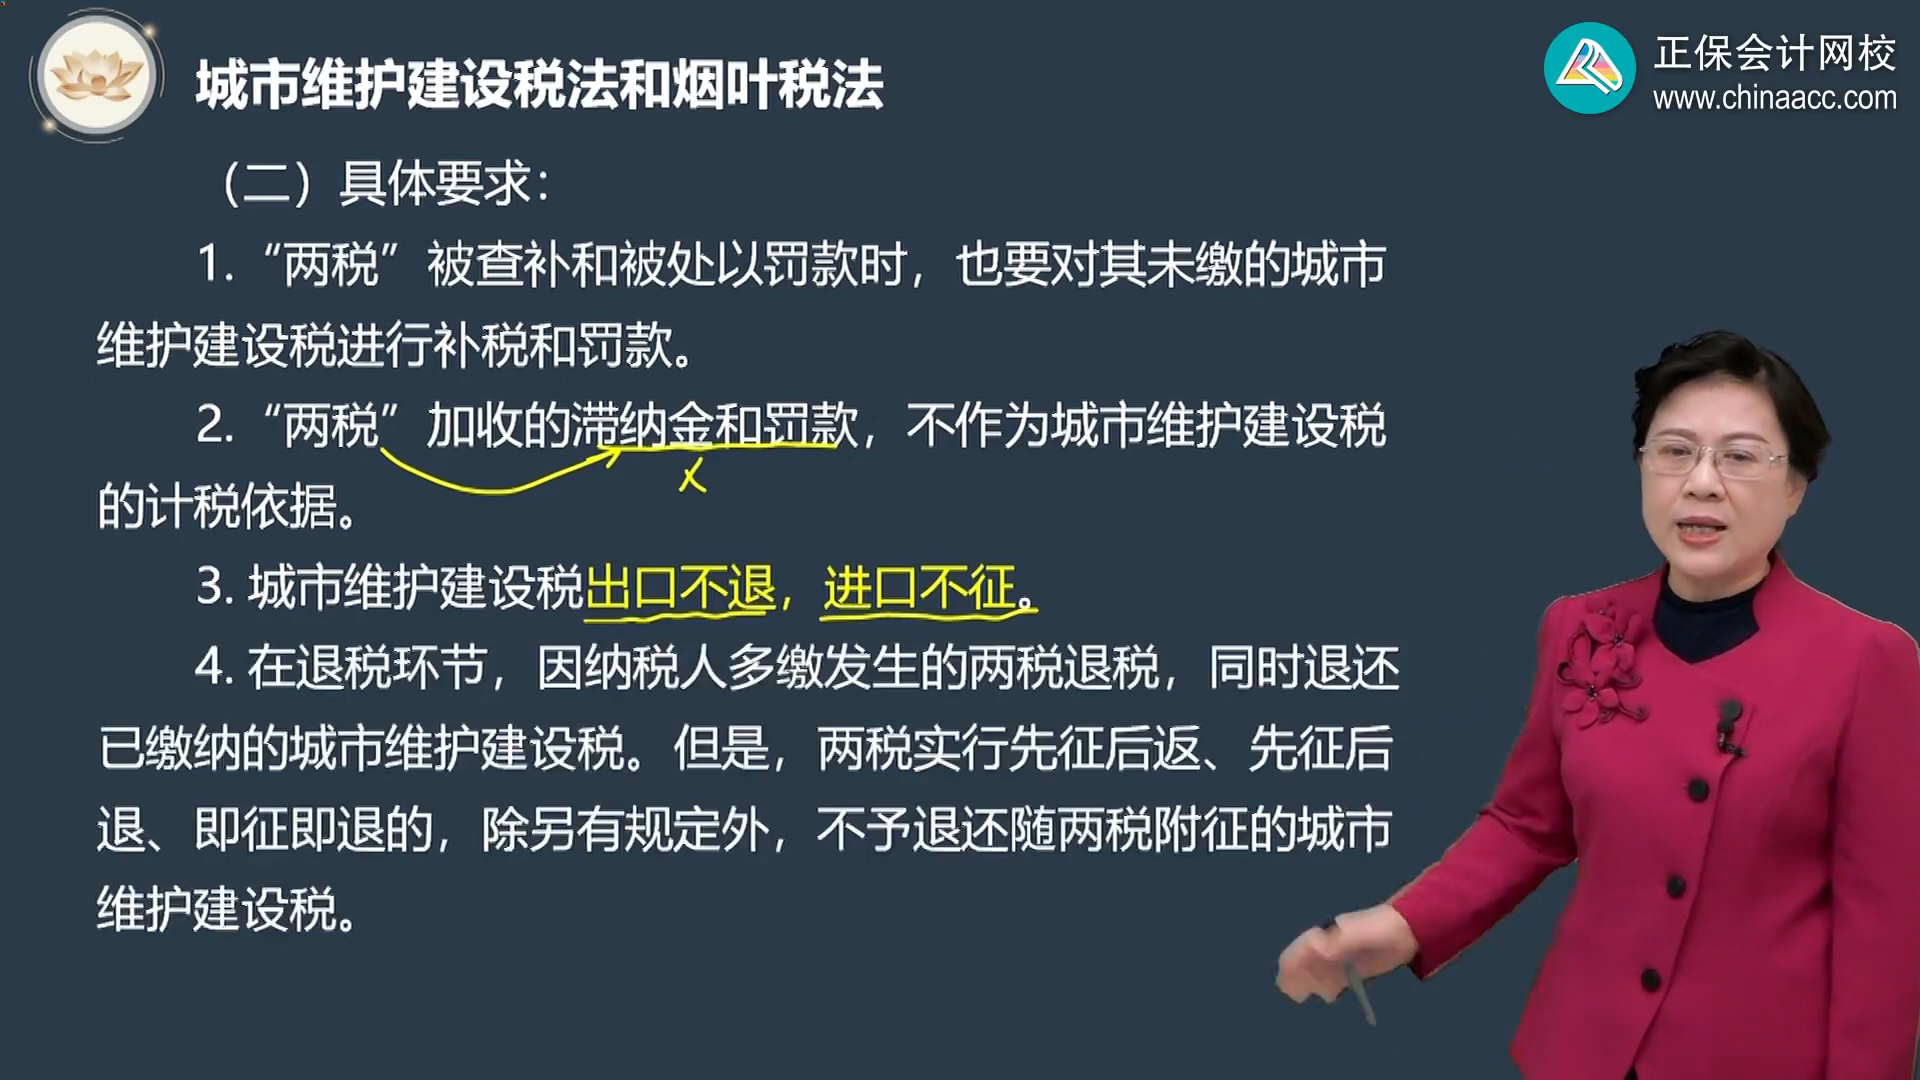 城市维护建设税法和烟叶税法
正保会计网校
www.chinaacc.com
（二）具体要求：
1. “两税”被查补和被处以罚款时，也要对其未缴的城市
维护建设税进行补税和罚款。
2. “两税”加收的滞纳金和罚款，不作为城市维护建设税
的计税依据。
3. 城市维护建设税出口不退，进口不征。
4. 在退税环节，因纳税人多缴发生的两税退税，同时退还
已缴纳的城市维护建设税。但是，两税实行先征后返、先征后
退、即征即退的，除另有规定外，不予退还随两税附征的城市
维护建设税。